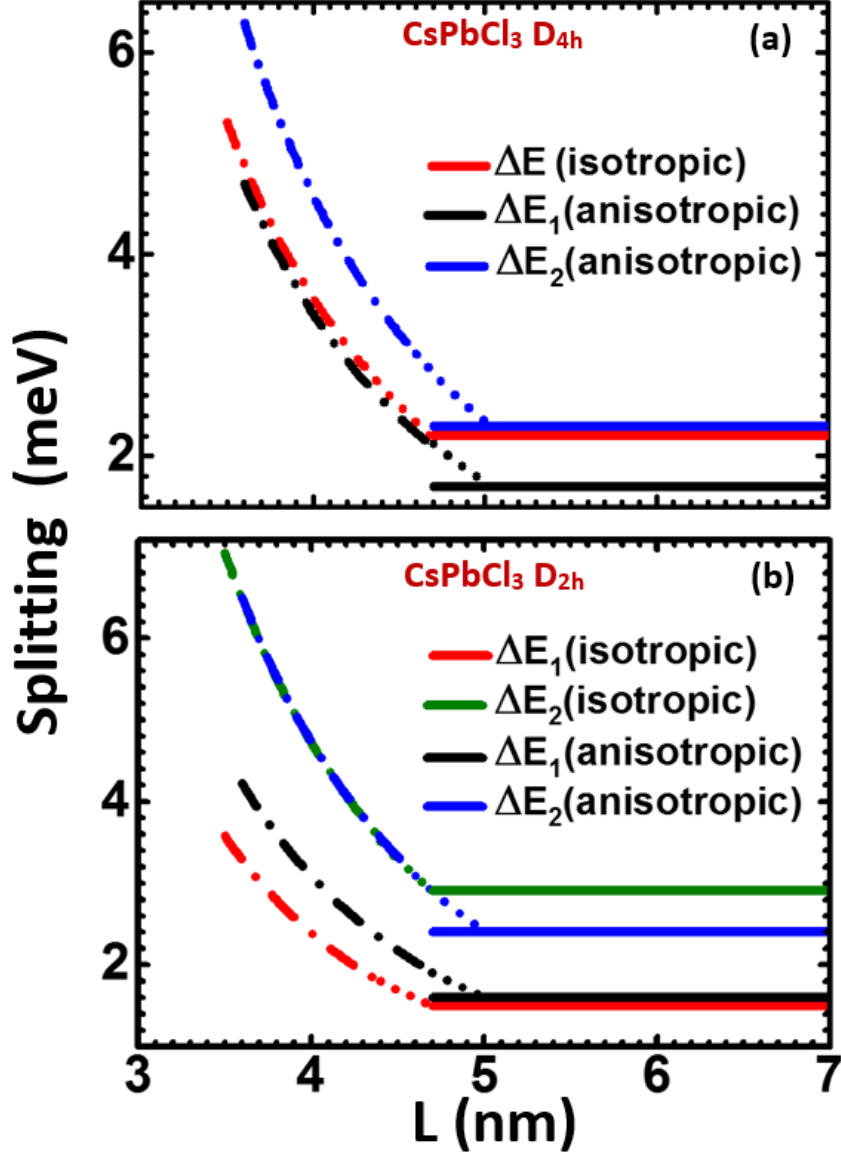 CsPbCl₃ D₄ₕ
(a)
6
4
2
ΔE (isotropic)
ΔE₁(anisotropic)
ΔE₂(anisotropic)
Splitting (meV)
CsPbCl₃ D₂ₕ
(b)
6
4
2
ΔE₁(isotropic)
ΔE₂(isotropic)
ΔE₁(anisotropic)
ΔE₂(anisotropic)
3 4 5 6 7
L (nm)